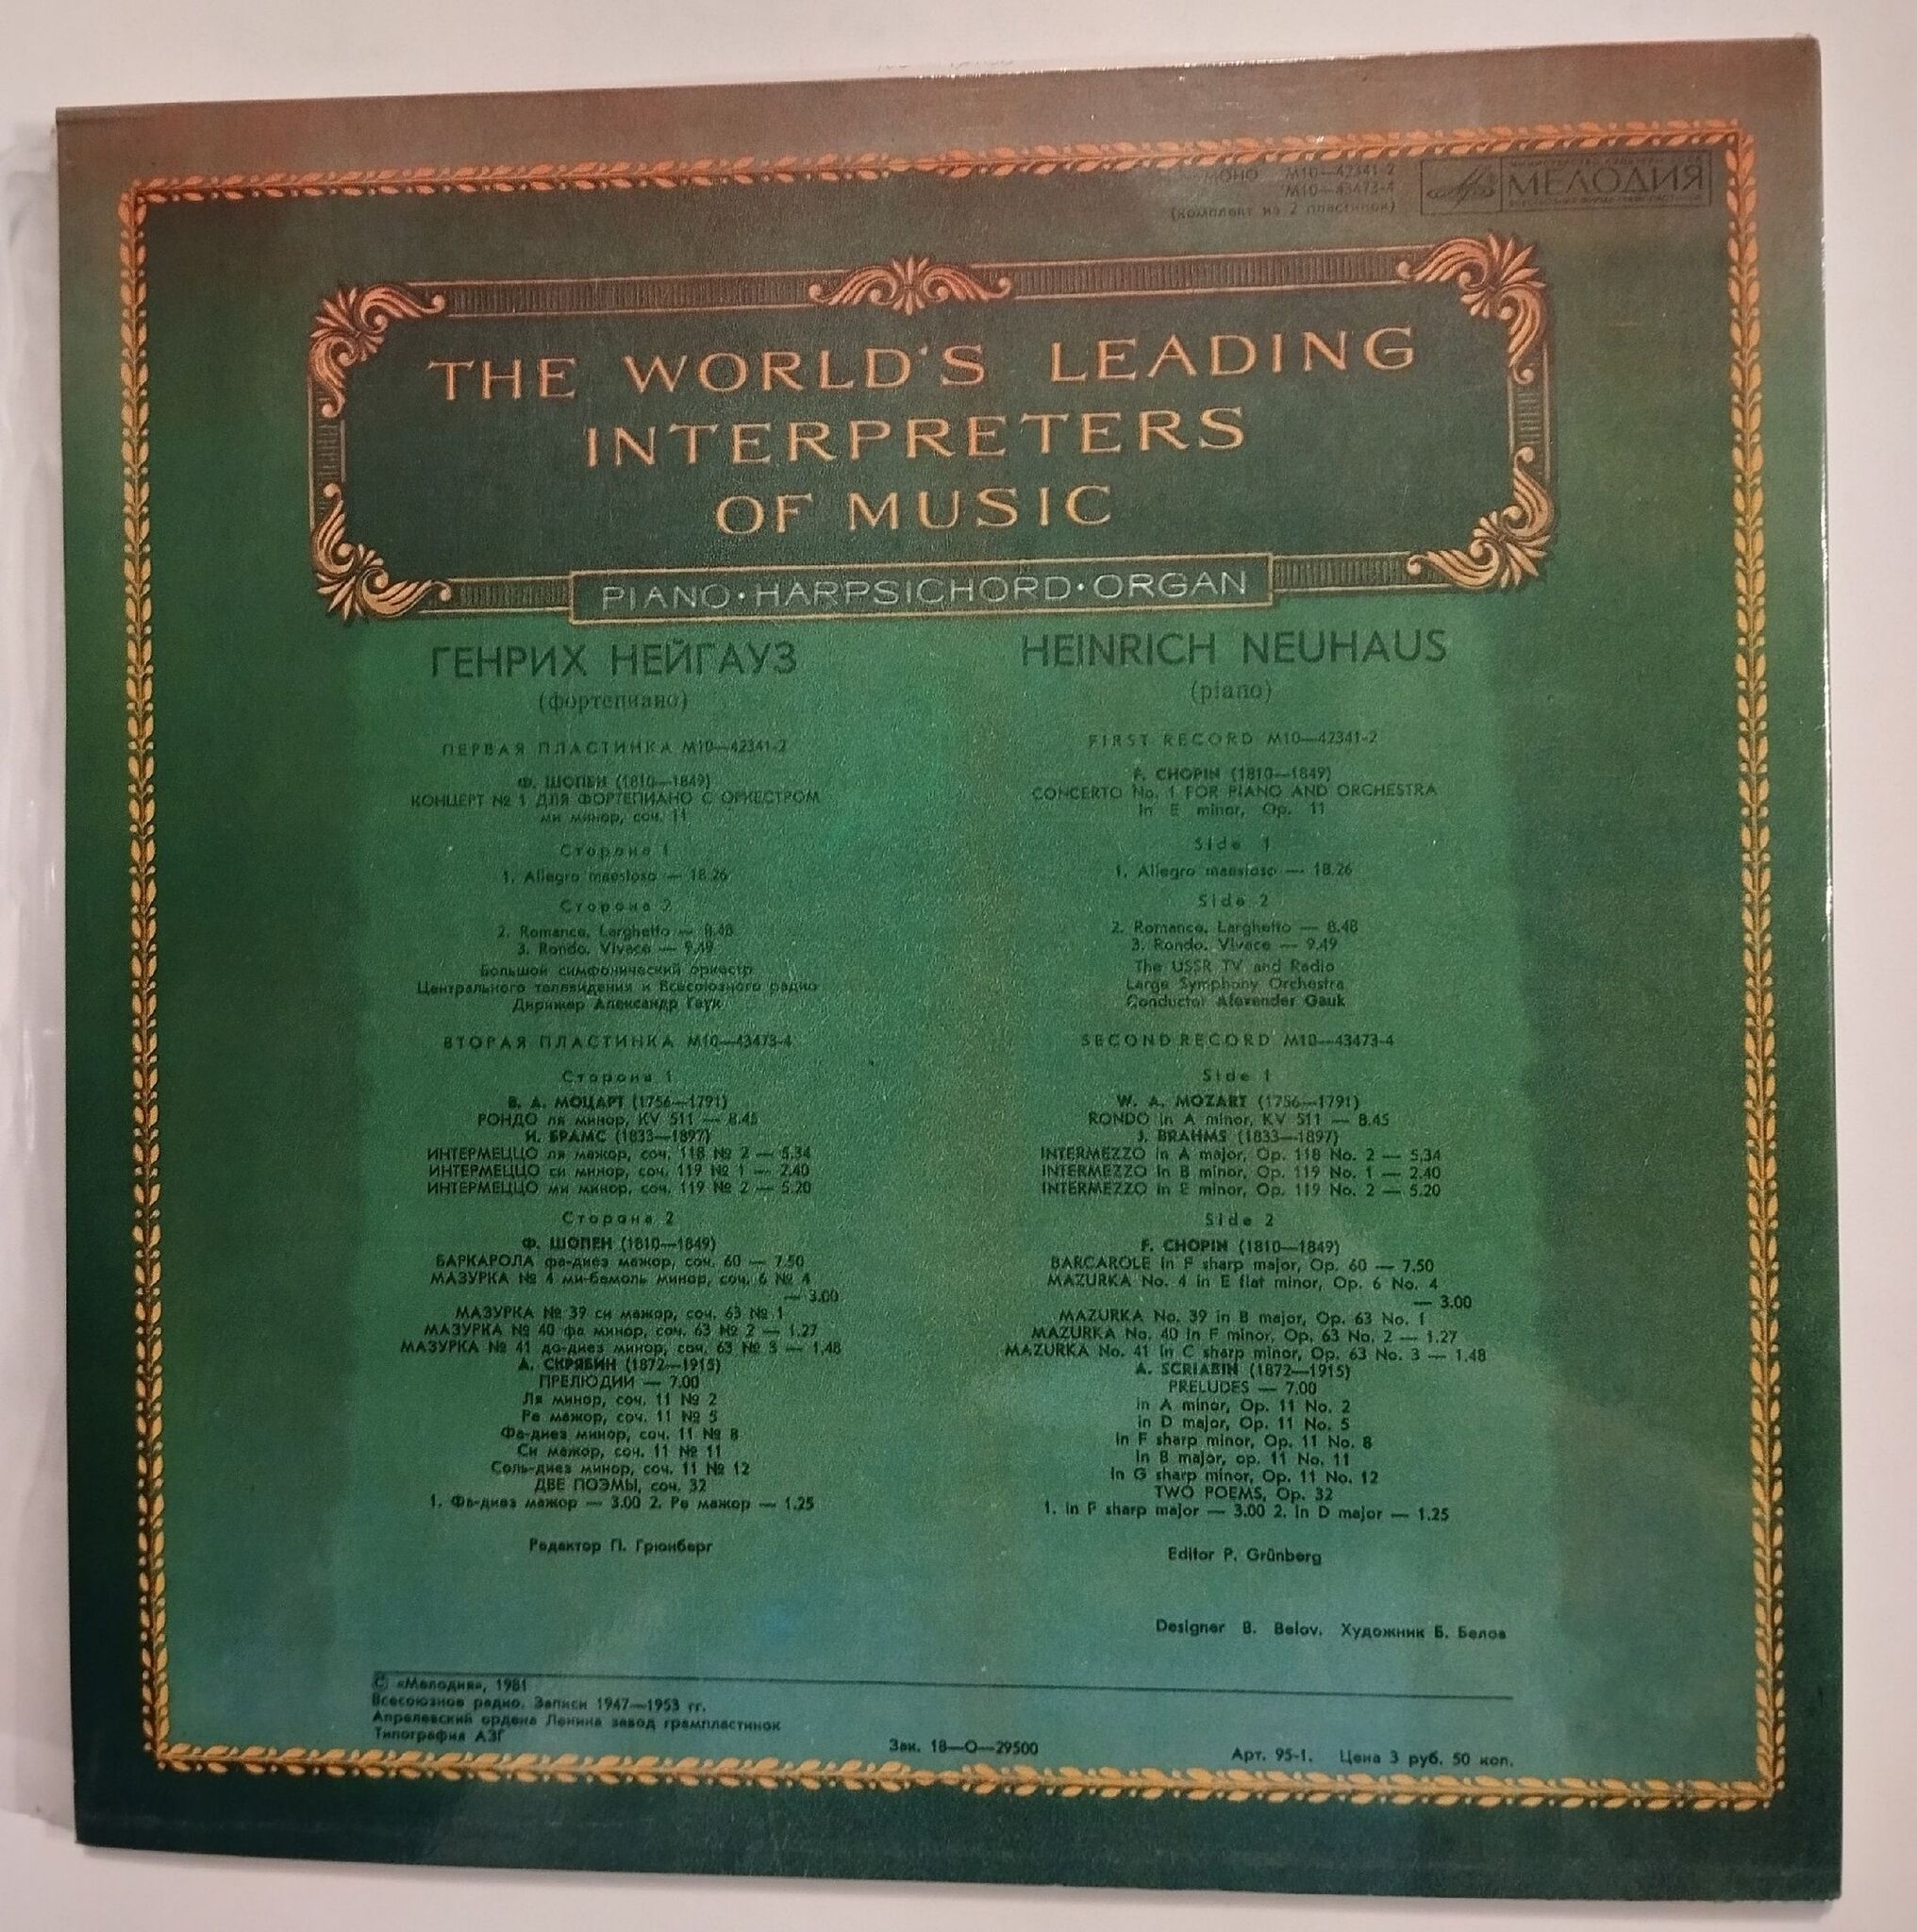 МОНО М10—42341-2
М10—43473-4
(комплект из 2 пластинок)
МЕЛОДИЯ
THE WORLD'S LEADING
INTERPRETERS
OF MUSIC
PIANO·HARPSICHORD·ORGAN
ГЕНРИХ НЕЙГАУЗ
(фортепиано)
ПЕРВАЯ ПЛАСТИНКА М10—42341-2
Ф. ШОПЕН (1810—1849)
КОНЦЕРТ № 1 ДЛЯ ФОРТЕПИАНО С ОРКЕСТРОМ
ми минор, соч. 11
Сторона 1
1. Allegro maestoso — 18.26
Сторона 2
2. Romance. Larghetto — 8.48
3. Rondo. Vivace — 9.49
Большой симфонический оркестр
Центрального телевидения и Всесоюзного радио
Дирижер Александр Гаук
ВТОРАЯ ПЛАСТИНКА М10—43473-4
Сторона 1
В. А. МОЦАРТ (1756—1791)
РОНДО ля минор, KV 511 — 8.45
И. БРАМС (1833—1897)
ИНТЕРМЕЦЦО ля мажор, соч. 118 № 2 — 5.34
ИНТЕРМЕЦЦО си минор, соч. 119 № 1 — 2.40
ИНТЕРМЕЦЦО ми минор, соч. 119 № 2 — 5.20
Сторона 2
Ф. ШОПЕН (1810—1849)
БАРКАРОЛА фа-диез мажор, соч. 60 — 7.50
МАЗУРКА № 4 ми-бемоль минор, соч. 6 № 4
— 3.00
МАЗУРКА № 39 си мажор, соч. 63 № 1
МАЗУРКА № 40 фа минор, соч. 63 № 2 — 1.27
МАЗУРКА № 41 до-диез минор, соч. 63 № 3 — 1.48
А. СКРЯБИН (1872—1915)
ПРЕЛЮДИИ — 7.00
Ля минор, соч. 11 № 2
Ре мажор, соч. 11 № 5
Фа-диез минор, соч. 11 № 8
Си мажор, соч. 11 № 11
Соль-диез минор, соч. 11 № 12
ДВЕ ПОЭМЫ, соч. 32
1. Фа-диез мажор — 3.00 2. Ре мажор — 1.25
Редактор П. Грюнберг
HEINRICH NEUHAUS
(piano)
FIRST RECORD M10—42341-2
F. CHOPIN (1810—1849)
CONCERTO No. 1 FOR PIANO AND ORCHESTRA
in E minor, Op. 11
Side 1
1. Allegro maestoso — 18.26
Side 2
2. Romance. Larghetto — 8.48
3. Rondo. Vivace — 9.49
The USSR TV and Radio
Large Symphony Orchestra
Conductor Alexander Gauk
SECOND RECORD M10—43473-4
Side 1
W. A. MOZART (1756—1791)
RONDO in A minor, KV 511 — 8.45
J. BRAHMS (1833—1897)
INTERMEZZO in A major, Op. 118 No. 2 — 5.34
INTERMEZZO in B minor, Op. 119 No. 1 — 2.40
INTERMEZZO in E minor, Op. 119 No. 2 — 5.20
Side 2
F. CHOPIN (1810—1849)
BARCAROLE in F sharp major, Op. 60 — 7.50
MAZURKA No. 4 in E flat minor, Op. 6 No. 4
— 3.00
MAZURKA No. 39 in B major, Op. 63 No. 1
MAZURKA No. 40 in F minor, Op. 63 No. 2 — 1.27
MAZURKA No. 41 in C sharp minor, Op. 63 No. 3 — 1.48
A. SCRIABIN (1872—1915)
PRELUDES — 7.00
in A minor, Op. 11 No. 2
in D major, Op. 11 No. 5
in F sharp minor, Op. 11 No. 8
in B major, op. 11 No. 11
in G sharp minor, Op. 11 No. 12
TWO POEMS, Op. 32
1. in F sharp major — 3.00 2. in D major — 1.25
Editor P. Grünberg
Designer B. Belov. Художник Б. Белов
© «Мелодия», 1981
Всесоюзное радио. Записи 1947—1953 гг.
Апрелевский ордена Ленина завод грампластинок
Типография АЗГ
Зак. 18—О—29500
Арт. 95-1. Цена 3 руб. 50 коп.